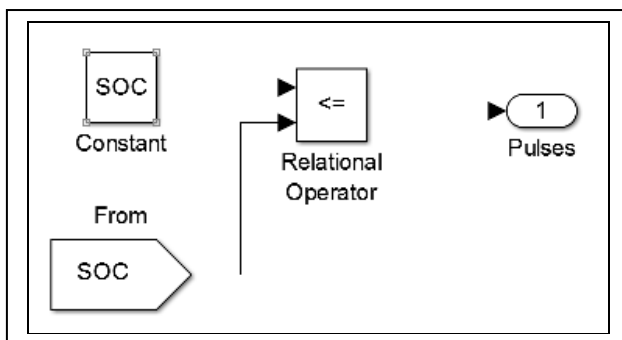 SOC
Constant
<=
Relational
Operator
1
Pulses
From
SOC